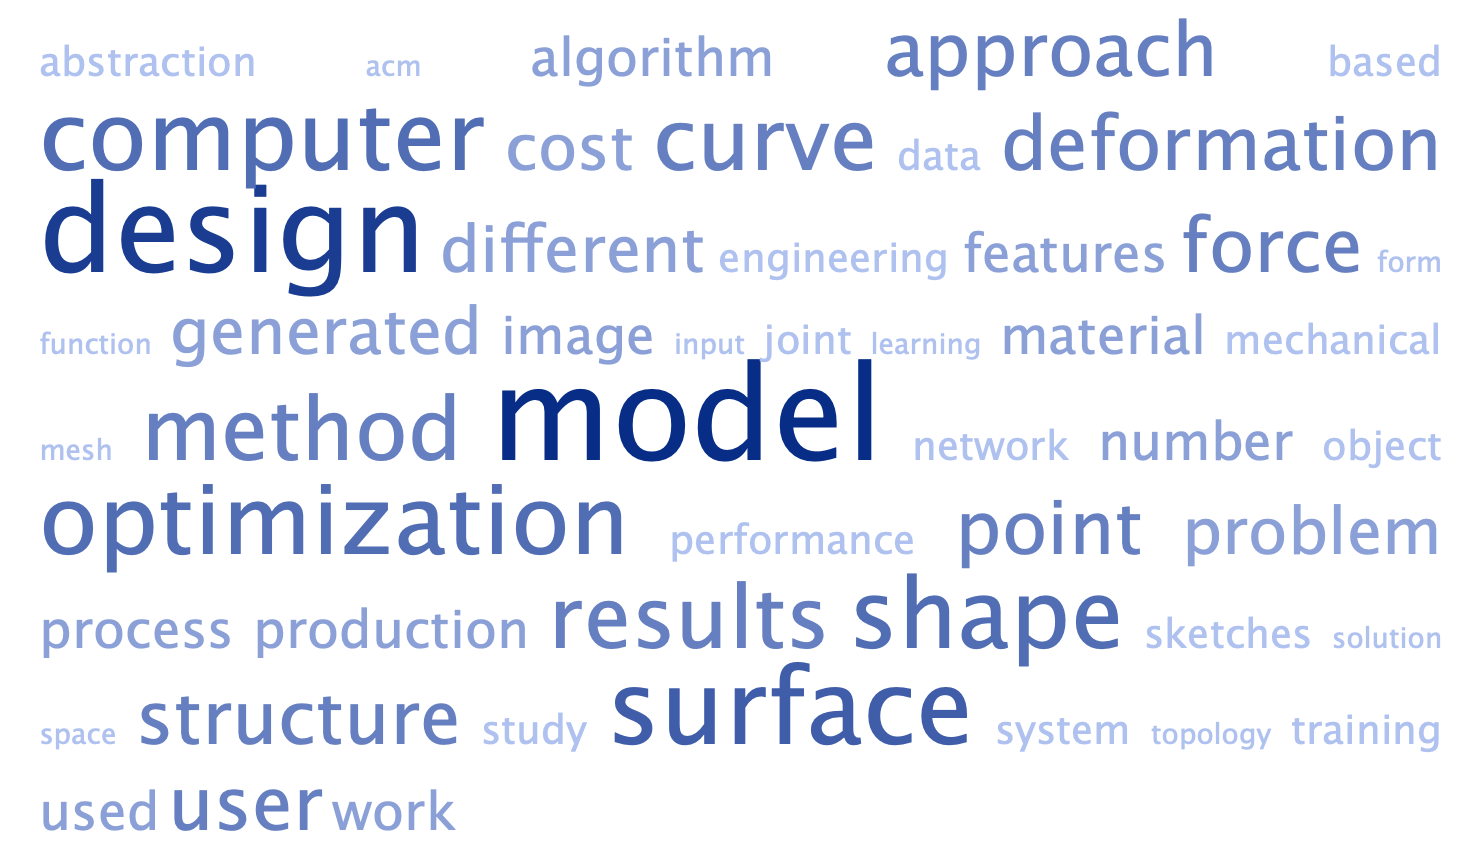 abstraction acm algorithm approach based
computer cost curve data deformation
design different engineering features force form
function generated image input joint learning material mechanical
mesh method model network number object
optimization performance point problem
process production results shape sketches solution
space structure study surface system topology training
used user work